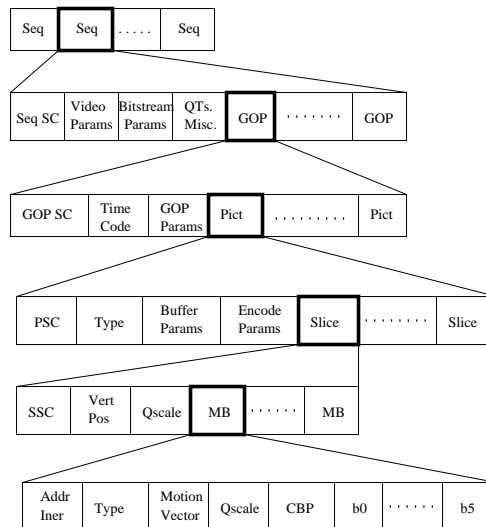 Seq Seq ..... Seq
Seq SC Video Params Bitstream Params QTs. Misc. GOP ....... GOP
GOP SC Time Code GOP Params Pict ......... Pict
PSC Type Buffer Params Encode Params Slice ........ Slice
SSC Vert Pos Qscale MB ...... MB
Addr Iner Type Motion Vector Qscale CBP b0 ...... b5